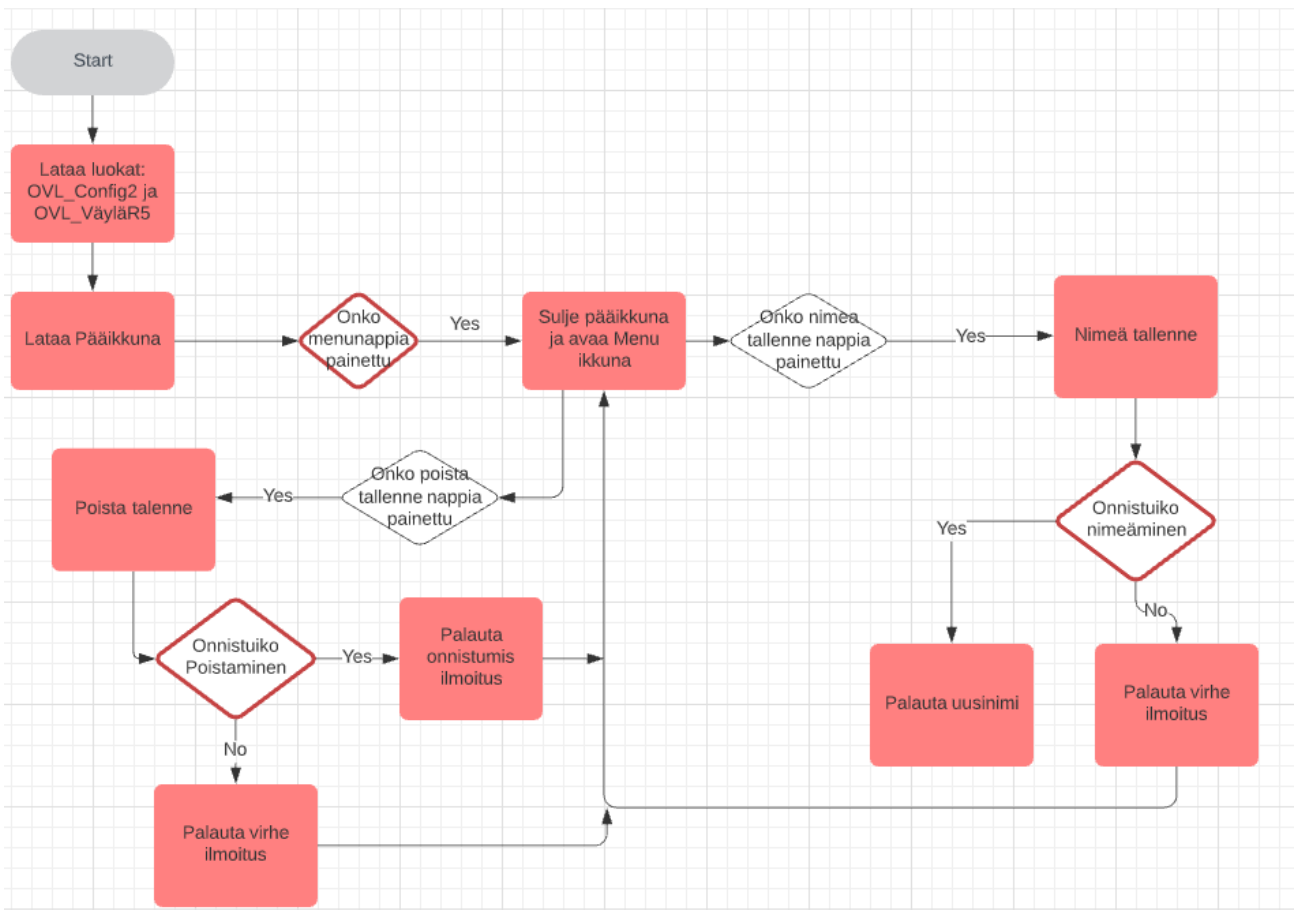 Start
Lataa luokat:
OVL_Config2 ja
OVL_VäyläR5
Lataa Pääikkuna
Onko
menunappia
painettu
Yes
Sulje pääikkuna
ja avaa Menu
ikkuna
Onko nimea
tallenne nappia
painettu
Yes
Nimeä tallenne
Onko poista
tallenne nappia
painettu
Yes
Poista talenne
Onnistuiko
nimeäminen
Yes
No
Onnistuiko
Poistaminen
Yes
Palauta
onnistumis
ilmoitus
Palauta uusinimi
Palauta virhe
ilmoitus
No
Palauta virhe
ilmoitus